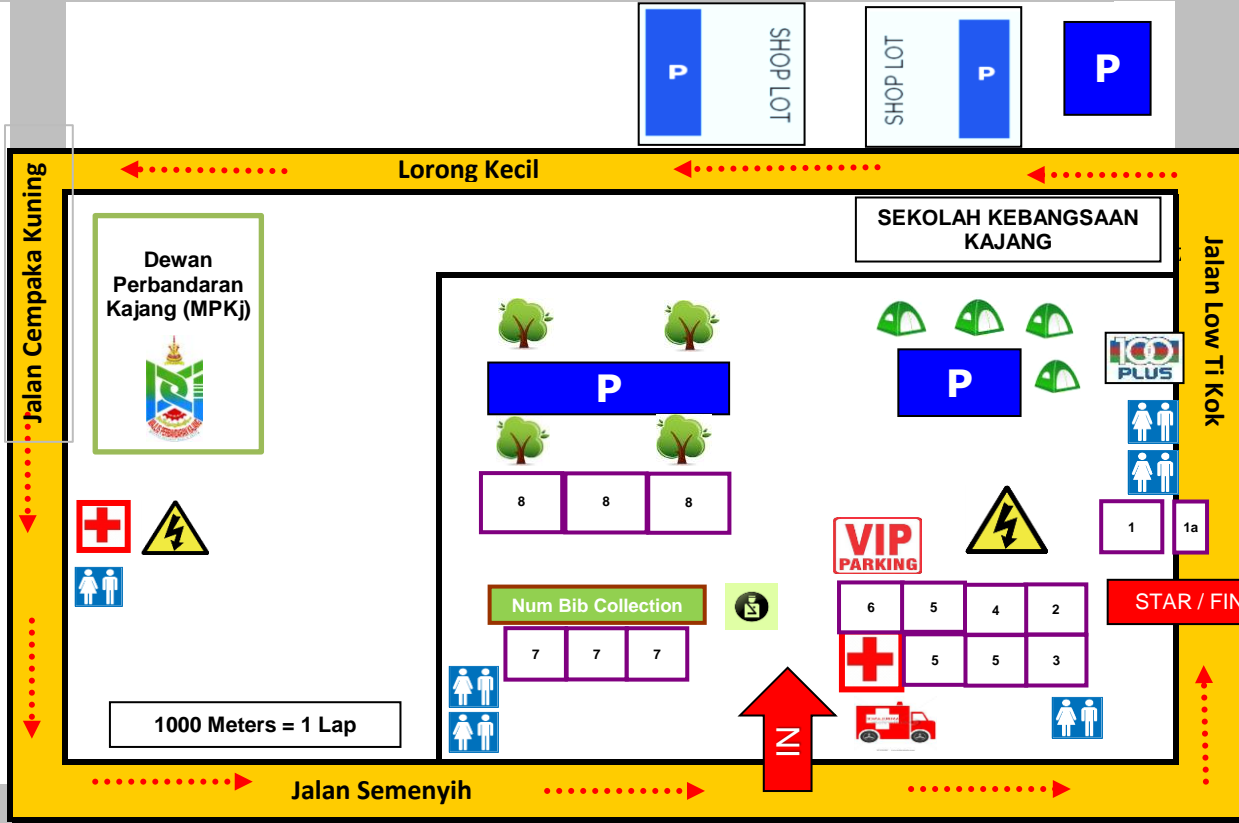 P
SHOP LOT
SHOP LOT
P
P
Lorong Kecil
Jalan Cempaka Kuning
SEKOLAH KEBANGSAAN
KAJANG
Jalan Low Ti Kok
Dewan
Perbandaran
Kajang (MPKj)
P
P
100
PLUS
8
8
8
1
1a
VIP
PARKING
Num Bib Collection
6
5
4
2
STAR / FIN
7
7
7
5
5
3
1000 Meters = 1 Lap
IN
Jalan Semenyih